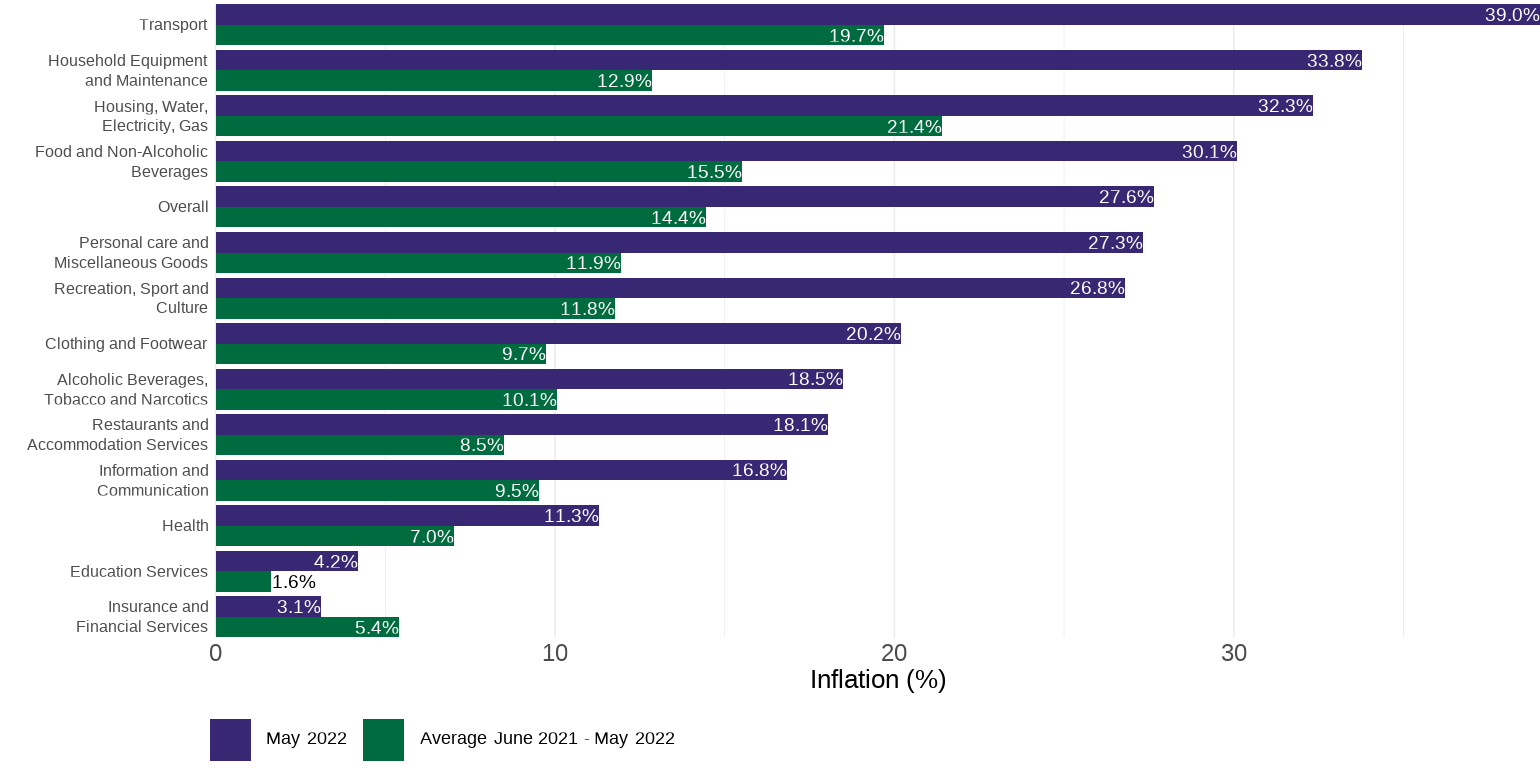 Transport
39.0%
19.7%
Household Equipment
and Maintenance
33.8%
12.9%
Housing, Water,
Electricity, Gas
32.3%
21.4%
Food and Non-Alcoholic
Beverages
30.1%
15.5%
Overall
27.6%
14.4%
Personal care and
Miscellaneous Goods
27.3%
11.9%
Recreation, Sport and
Culture
26.8%
11.8%
Clothing and Footwear
20.2%
9.7%
Alcoholic Beverages,
Tobacco and Narcotics
18.5%
10.1%
Restaurants and
Accommodation Services
18.1%
8.5%
Information and
Communication
16.8%
9.5%
Health
11.3%
7.0%
Education Services
4.2%
1.6%
Insurance and
Financial Services
3.1%
5.4%
0 10 20 30
Inflation (%)
May 2022 Average June 2021 - May 2022